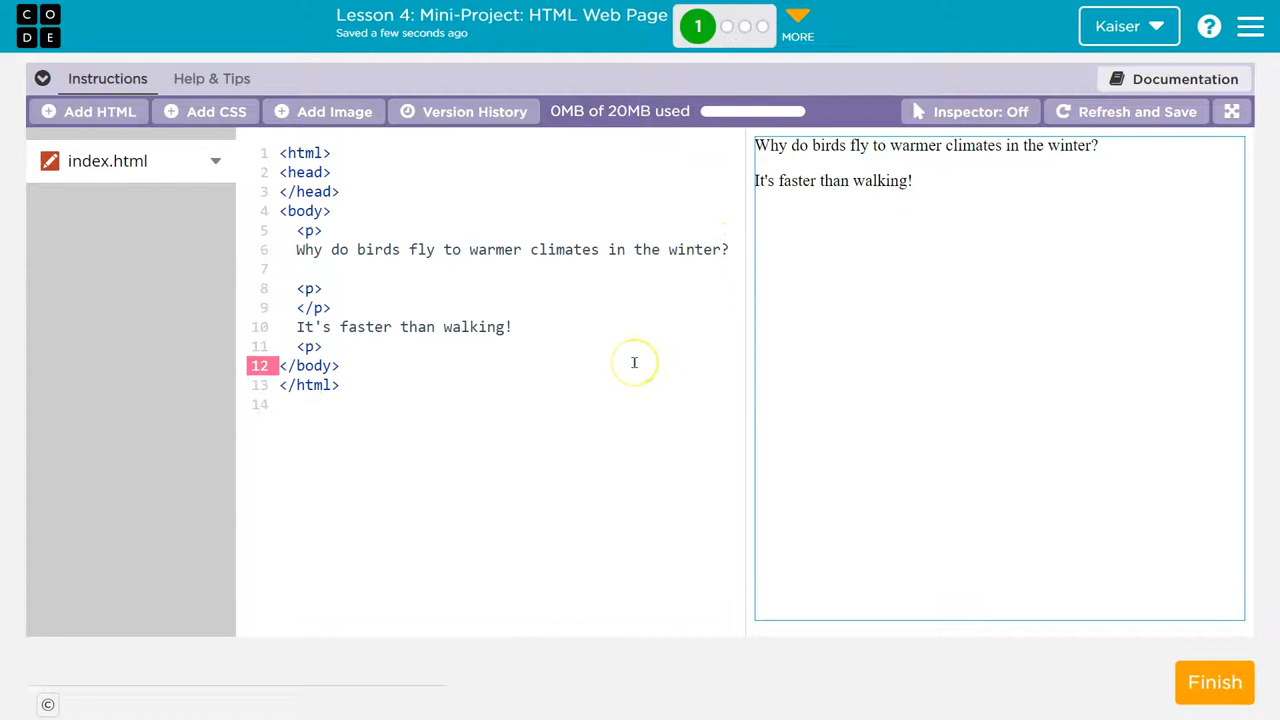 CODE
Lesson 4: Mini-Project: HTML Web Page
Saved a few seconds ago
1
MORE
Kaiser
?
Instructions
Help & Tips
Documentation
Add HTML
Add CSS
Add Image
Version History
0MB of 20MB used
Inspector: Off
Refresh and Save
index.html
1 <html>
2 <head>
3 </head>
4 <body>
5 <p>
6 Why do birds fly to warmer climates in the winter?
7
8 <p>
9 </p>
10 It's faster than walking!
11 <p>
12 </body>
13 </html>
14
Why do birds fly to warmer climates in the winter?
It's faster than walking!
Finish
©